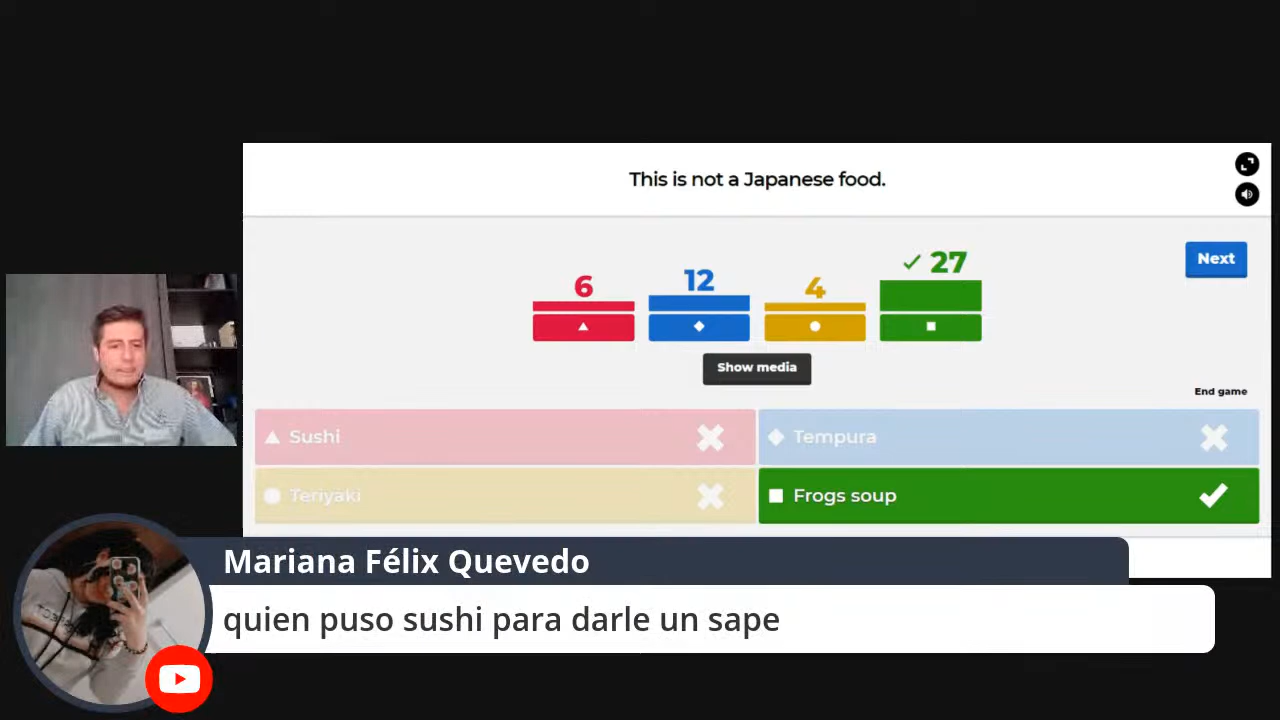 This is not a Japanese food.
6
12
4
27
Next
Show media
End game
Sushi
Tempura
Teriyaki
Frogs soup
Mariana Félix Quevedo
quien puso sushi para darle un sape